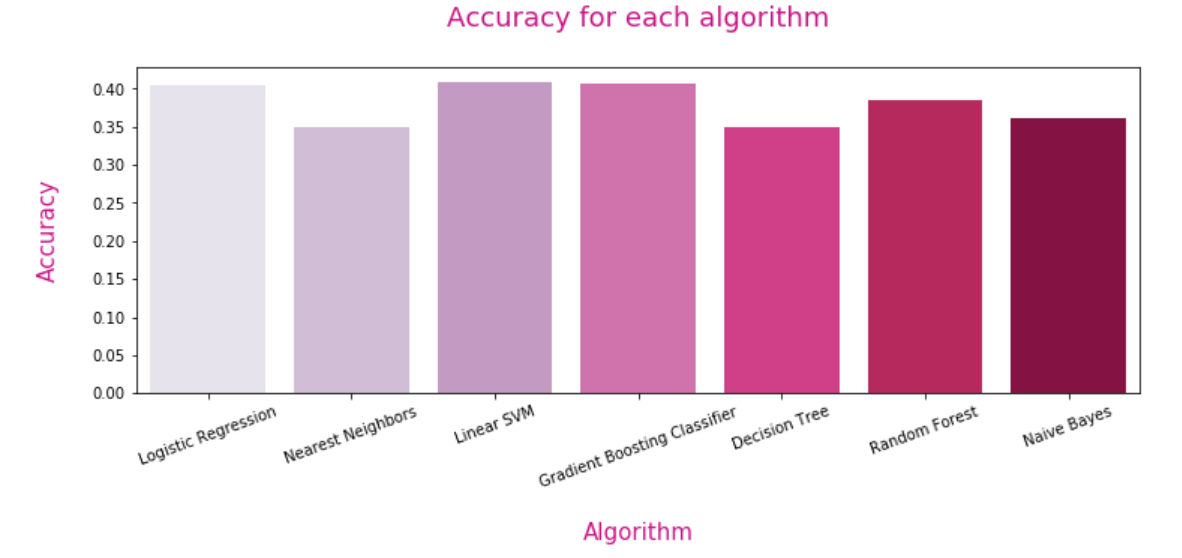 Accuracy for each algorithm
Accuracy
0.40
0.35
0.30
0.25
0.20
0.15
0.10
0.05
0.00
Logistic Regression
Nearest Neighbors
Linear SVM
Gradient Boosting Classifier
Decision Tree
Random Forest
Naive Bayes
Algorithm